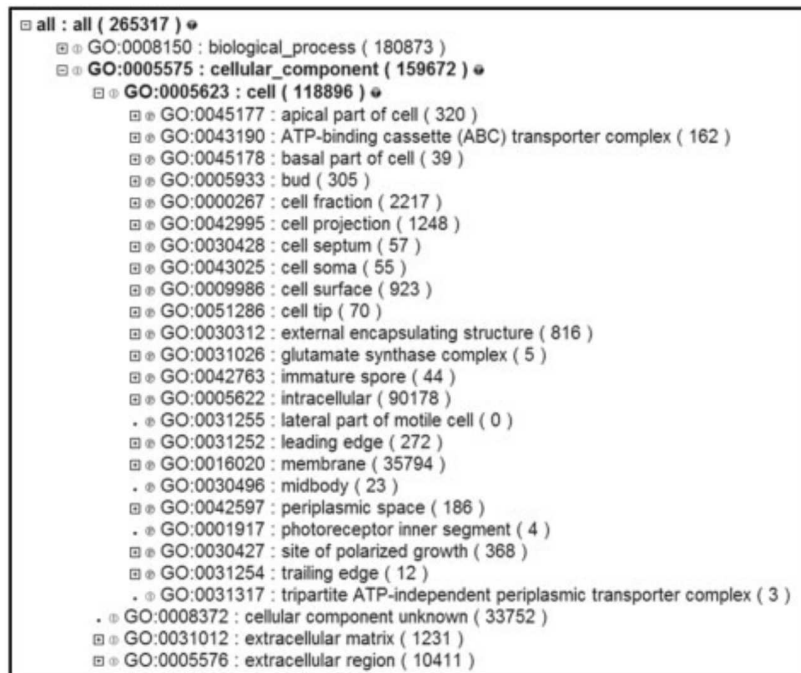 all : all ( 265317 )
GO:0008150 : biological_process ( 180873 )
GO:0005575 : cellular_component ( 159672 )
GO:0005623 : cell ( 118896 )
GO:0045177 : apical part of cell ( 320 )
GO:0043190 : ATP-binding cassette (ABC) transporter complex ( 162 )
GO:0045178 : basal part of cell ( 39 )
GO:0005933 : bud ( 305 )
GO:0000267 : cell fraction ( 2217 )
GO:0042995 : cell projection ( 1248 )
GO:0030428 : cell septum ( 57 )
GO:0043025 : cell soma ( 55 )
GO:0009986 : cell surface ( 923 )
GO:0051286 : cell tip ( 70 )
GO:0030312 : external encapsulating structure ( 816 )
GO:0031026 : glutamate synthase complex ( 5 )
GO:0042763 : immature spore ( 44 )
GO:0005622 : intracellular ( 90178 )
GO:0031255 : lateral part of motile cell ( 0 )
GO:0031252 : leading edge ( 272 )
GO:0016020 : membrane ( 35794 )
GO:0030496 : midbody ( 23 )
GO:0042597 : periplasmic space ( 186 )
GO:0001917 : photoreceptor inner segment ( 4 )
GO:0030427 : site of polarized growth ( 368 )
GO:0031254 : trailing edge ( 12 )
GO:0031317 : tripartite ATP-independent periplasmic transporter complex ( 3 )
GO:0008372 : cellular component unknown ( 33752 )
GO:0031012 : extracellular matrix ( 1231 )
GO:0005576 : extracellular region ( 10411 )